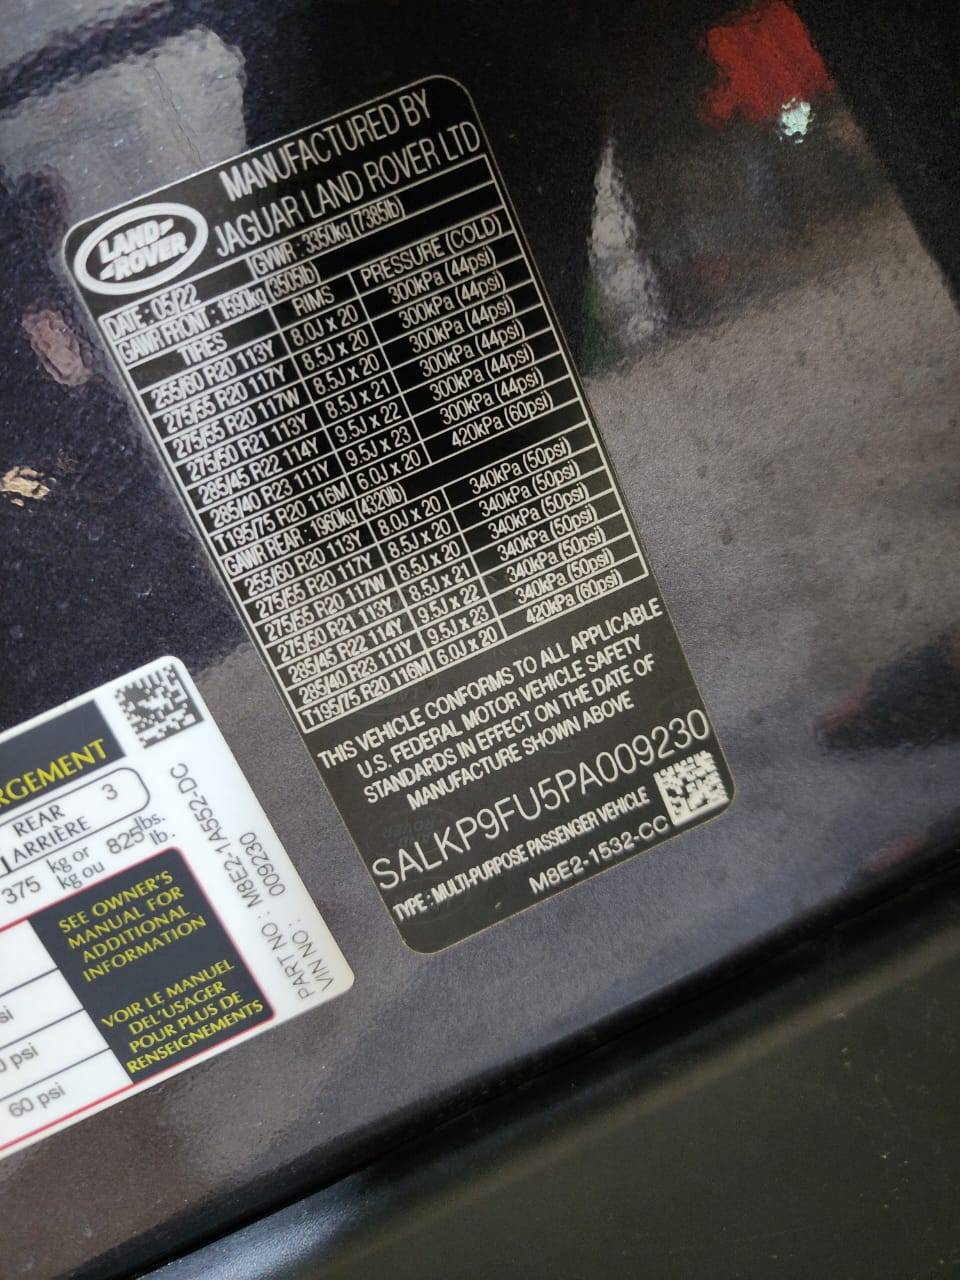 LAND-
-ROVER
MANUFACTURED BY
JAGUAR LAND ROVER LTD
DATE : 05/22 GVWR : 3350kg (7385lb)
GAWR FRONT : 1590kg (3505lb)
TIRES RIMS PRESSURE (COLD)
255/60 R20 113Y 8.0J x 20 300kPa (44psi)
275/55 R20 117Y 8.5J x 20 300kPa (44psi)
275/55 R20 117W 8.5J x 20 300kPa (44psi)
275/50 R21 113Y 8.5J x 21 300kPa (44psi)
285/45 R22 114Y 9.5J x 22 300kPa (44psi)
285/40 R23 111Y 9.5J x 23 300kPa (44psi)
T195/75 R20 116M 6.0J x 20 420kPa (60psi)
GAWR REAR : 1960kg (4320lb)
255/60 R20 113Y 8.0J x 20 340kPa (50psi)
275/55 R20 117Y 8.5J x 20 340kPa (50psi)
275/55 R20 117W 8.5J x 20 340kPa (50psi)
275/50 R21 113Y 8.5J x 21 340kPa (50psi)
285/45 R22 114Y 9.5J x 22 340kPa (50psi)
285/40 R23 111Y 9.5J x 23 340kPa (50psi)
T195/75 R20 116M 6.0J x 20 420kPa (60psi)
THIS VEHICLE CONFORMS TO ALL APPLICABLE
U.S. FEDERAL MOTOR VEHICLE SAFETY
STANDARDS IN EFFECT ON THE DATE OF
MANUFACTURE SHOWN ABOVE
SALKP9FU5PA009230
TYPE : MULTI-PURPOSE PASSENGER VEHICLE
M8E2-1532-CC
RGEMENT
REAR 3
ARRIÈRE
375 kg or 825 lbs.
kg ou lb.
SEE OWNER'S
MANUAL FOR
ADDITIONAL
INFORMATION
VOIR LE MANUEL
DEL'USAGER
POUR PLUS DE
RENSEIGNEMENTS
si
0 psi
60 psi
PART NO : M8E2-1A552-DC
VIN NO : 009230